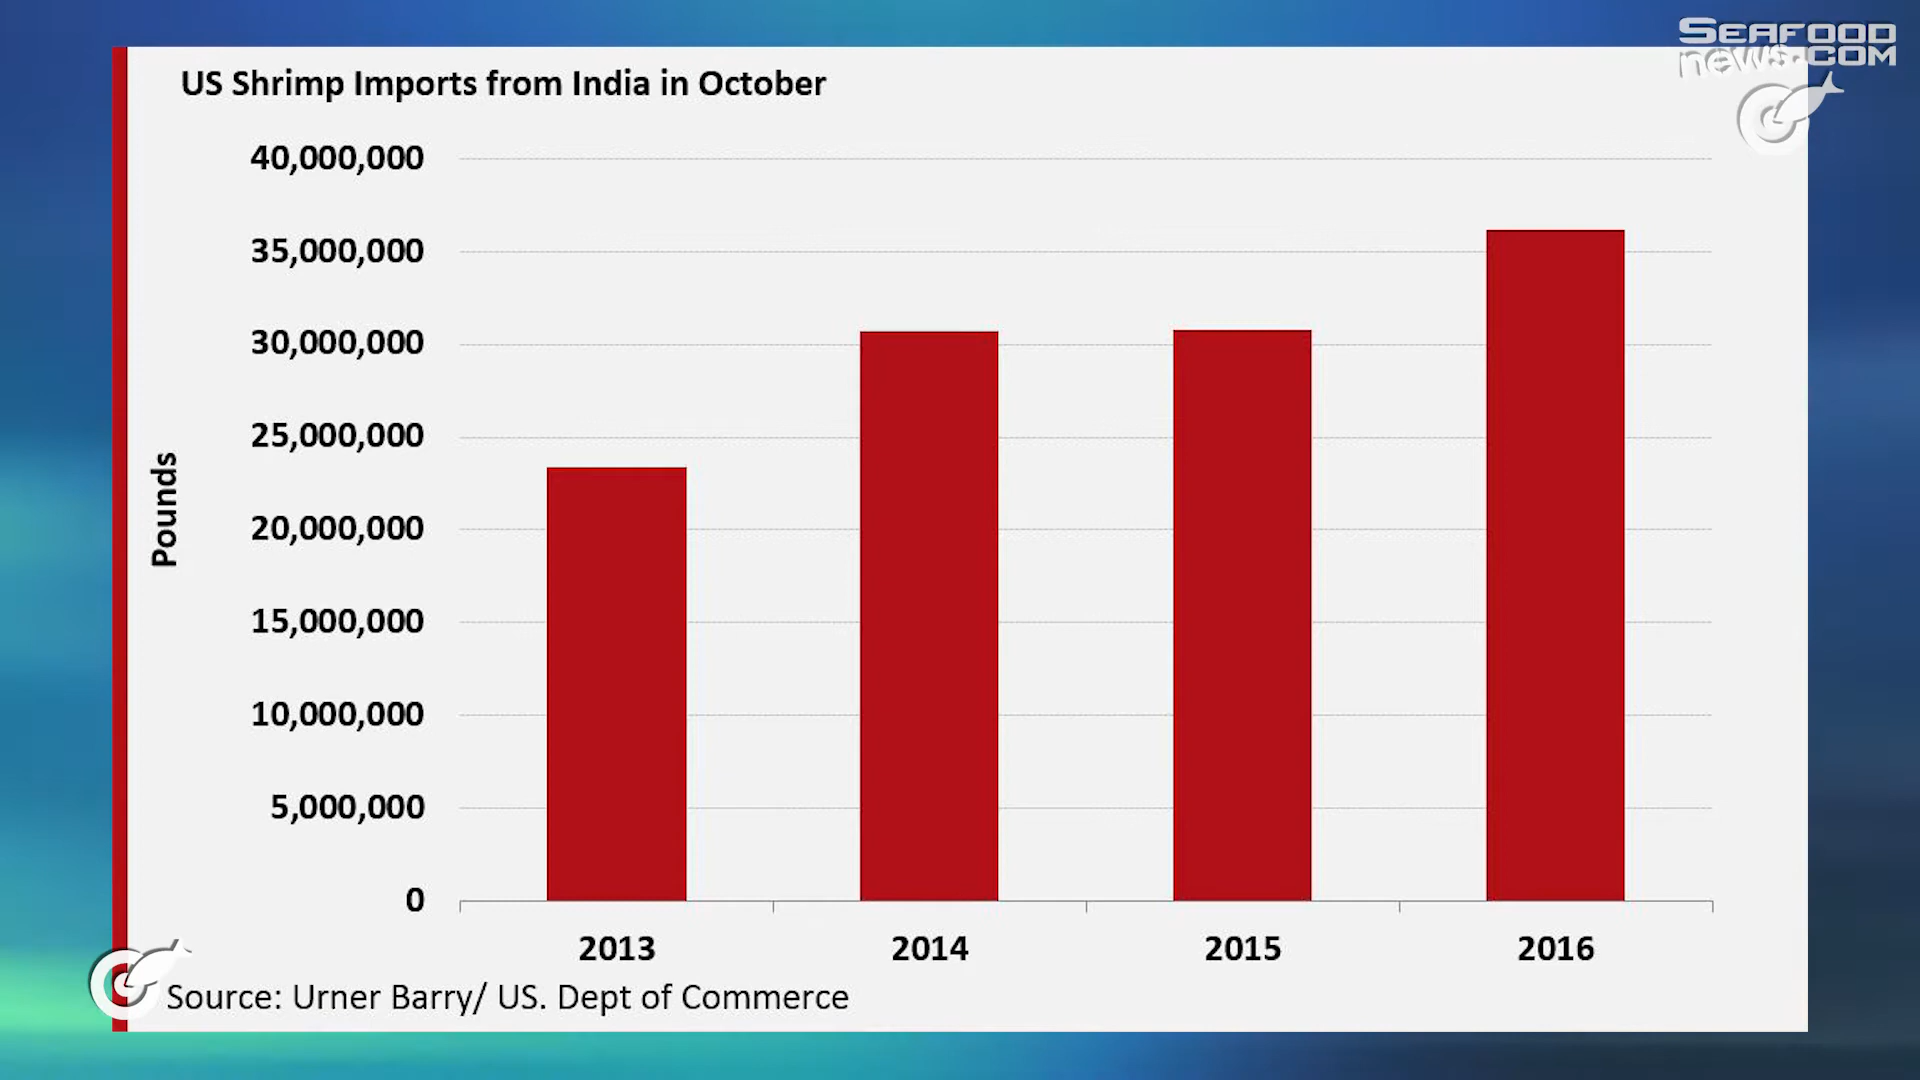 SEAFOOD
news.COM
US Shrimp Imports from India in October
40,000,000
35,000,000
30,000,000
25,000,000
20,000,000
15,000,000
10,000,000
5,000,000
0
Pounds
2013 2014 2015 2016
Source: Urner Barry/ US. Dept of Commerce